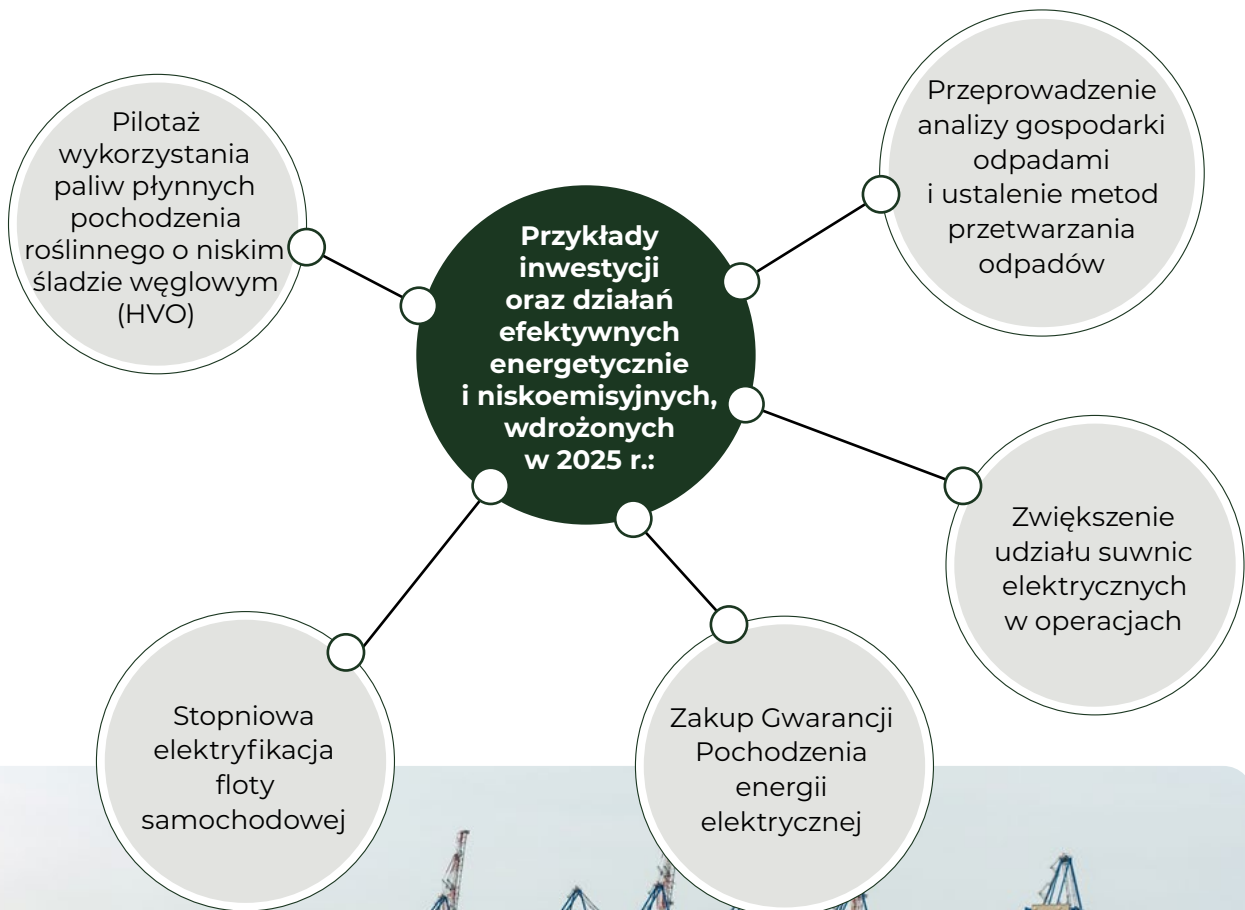 Przykłady
inwestycji
oraz działań
efektywnych
energetycznie
i niskoemisyjnych,
wdrożonych
w 2025 r.:
Pilotaż
wykorzystania
paliw płynnych
pochodzenia
roślinnego o niskim
śladzie węglowym
(HVO)
Przeprowadzenie
analizy gospodarki
odpadami
i ustalenie metod
przetwarzania
odpadów
Zwiększenie
udziału suwnic
elektrycznych
w operacjach
Zakup Gwarancji
Pochodzenia
energii
elektrycznej
Stopniowa
elektryfikacja
floty
samochodowej